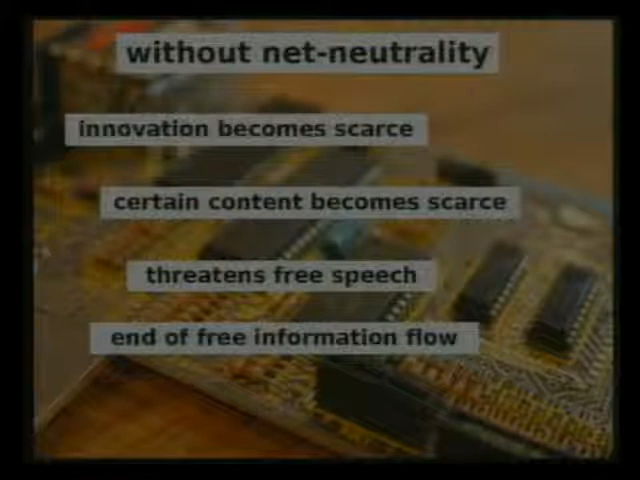 without net-neutrality
innovation becomes scarce
certain content becomes scarce
threatens free speech
end of free information flow